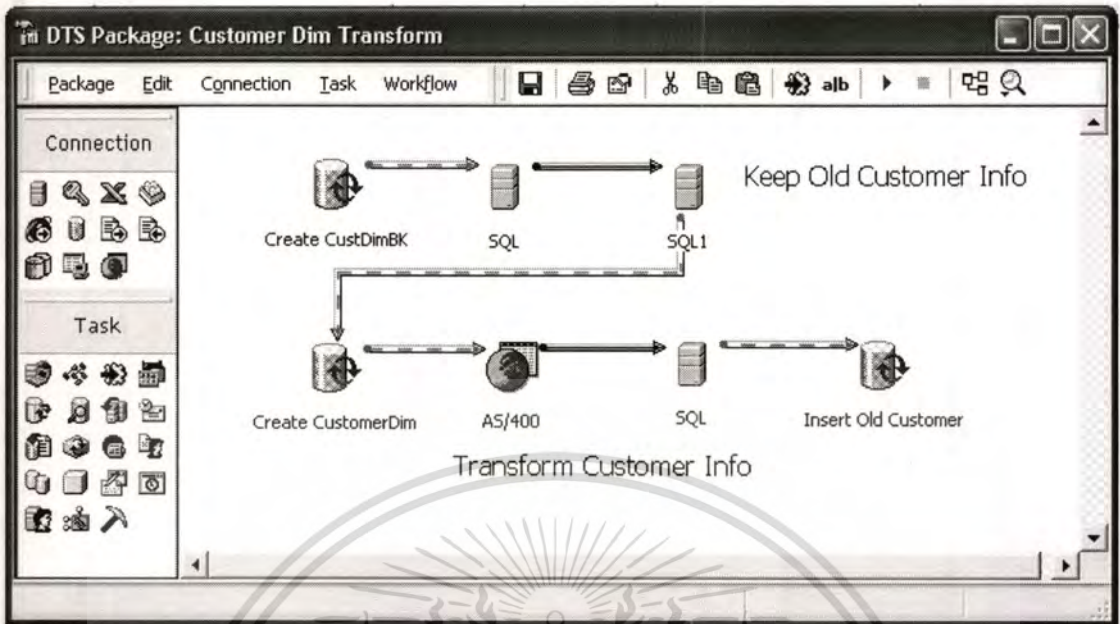 DTS Package: Customer Dim Transform
Package Edit Connection Task Workflow
a|b
Connection
Task
Keep Old Customer Info
Create CustDimBK
SQL
SQL1
Create CustomerDim
AS/400
SQL
Insert Old Customer
Transform Customer Info